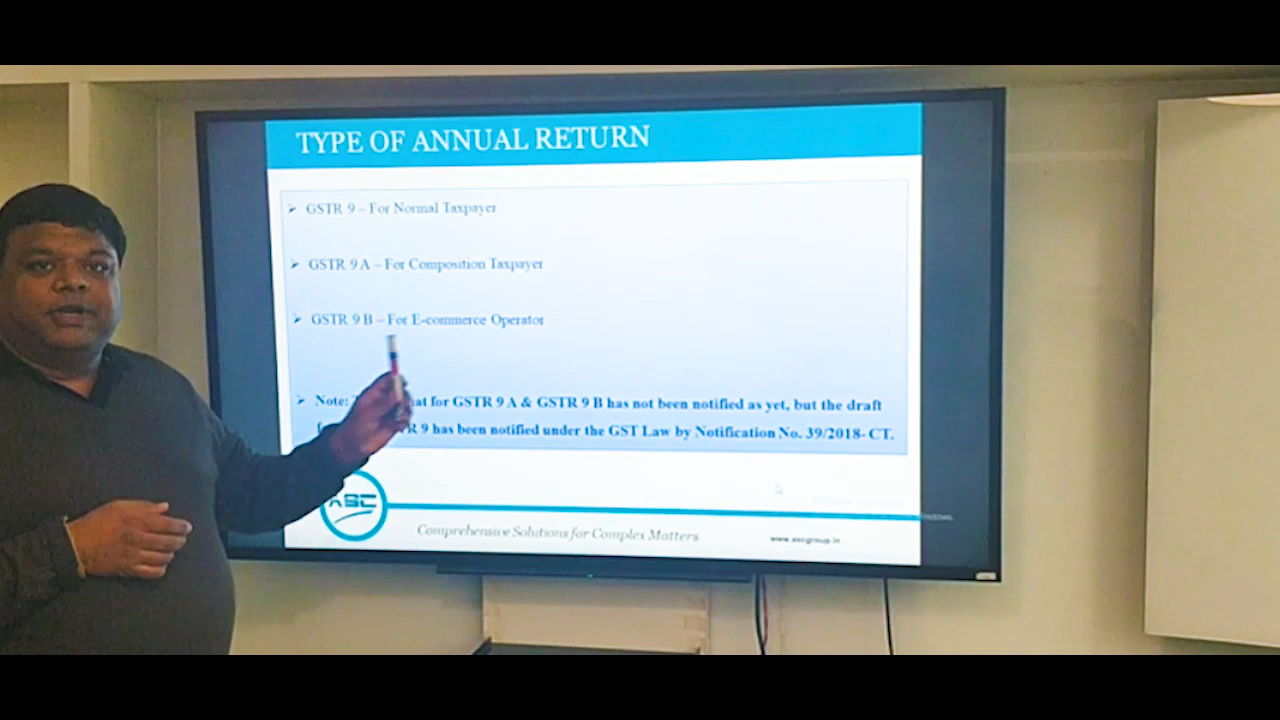 TYPE OF ANNUAL RETURN
➢ GSTR 9 – For Normal Taxpayer
➢ GSTR 9 A – For Composition Taxpayer
➢ GSTR 9 B – For E-commerce Operator
➢ Note: at for GSTR 9 A & GSTR 9 B has not been notified as yet, but the draft
R 9 has been notified under the GST Law by Notification No. 39/2018- CT.
ASC
Comprehensive Solutions for Complex Matters
www.ascgroup.in